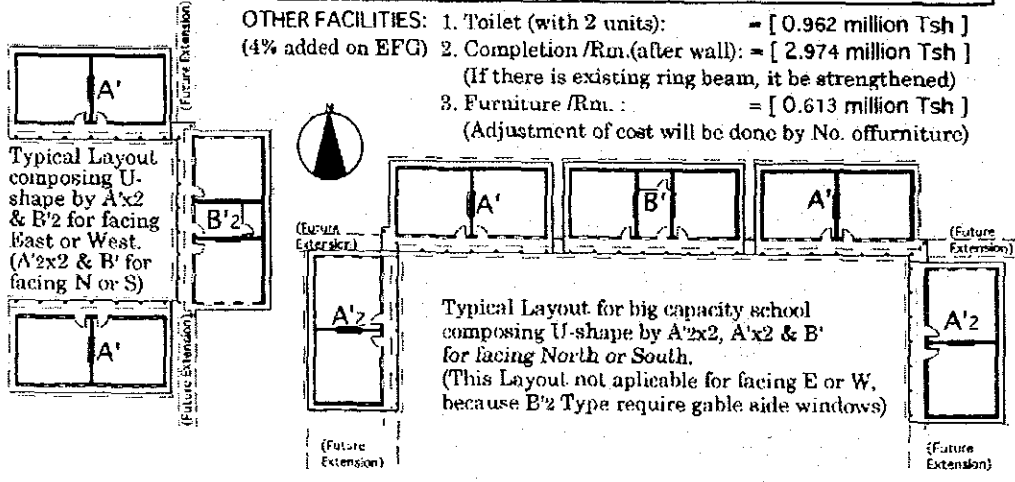 OTHER FACILITIES: 1. Toilet (with 2 units): = [ 0.962 million Tsh ]
(4% added on EFG) 2. Completion /Rm.(after wall): = [ 2.974 million Tsh ]
(If there is existing ring beam, it be strengthened)
3. Furniture /Rm. : = [ 0.613 million Tsh ]
(Adjustment of cost will be done by No. offurniture)
(Future Extension)
A'
N
Typical Layout
composing U-
shape by A'x2
& B'2 for facing
East or West.
(A'2x2 & B' for
facing N or S)
B'2
A'
(Future Extension)
A'
B'
A'
(Future
Extension)
(Future
Extension)
A'2
A'2
Typical Layout for big capacity school
composing U-shape by A'2x2, A'x2 & B'
for facing North or South.
(This Layout not aplicable for facing E or W,
because B'2 Type require gable side windows)
(Future
Extension)
(Future
Extension)